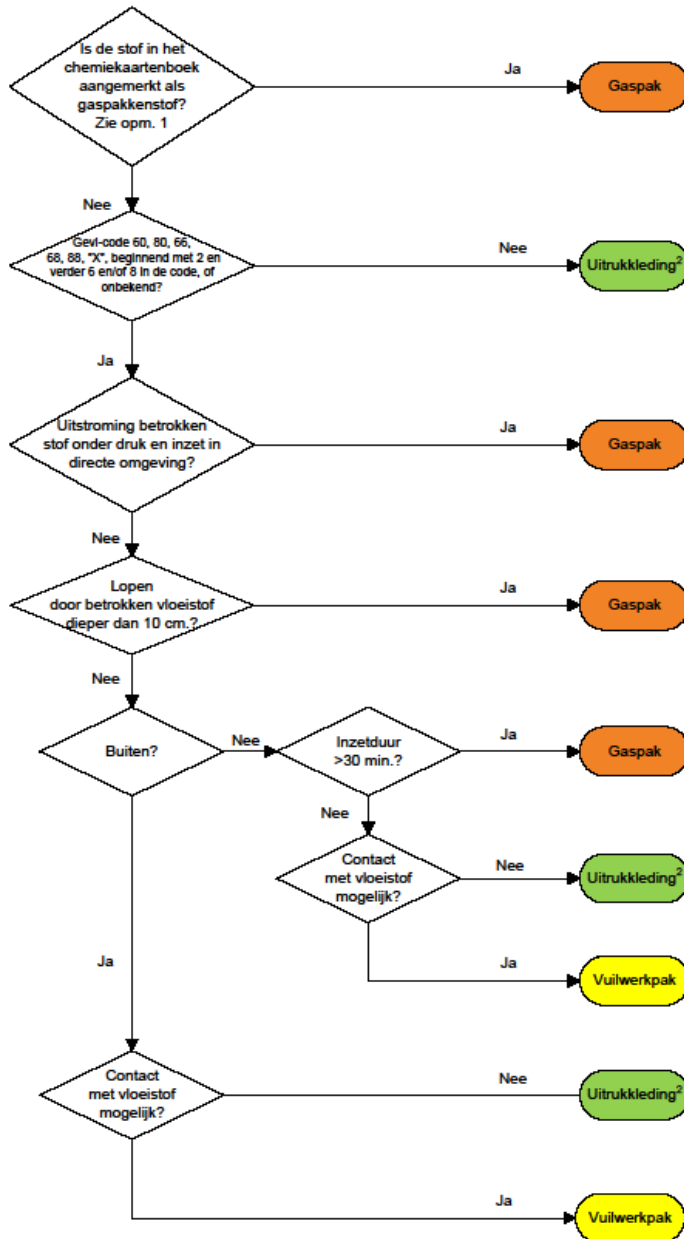 Is de stof in het
chemiekaartenboek
aangemerkt als
gaspakkenstof?
Zie opm. 1
Ja
Gaspak
Nee
Gevi-code 60, 80, 66,
68, 88, "X", beginnend met 2 en
verder 6 en/of 8 in de code, of
onbekend?
Nee
Uitrukkleding²
Ja
Uitstroming betrokken
stof onder druk en inzet in
directe omgeving?
Ja
Gaspak
Nee
Lopen
door betrokken vloeistof
dieper dan 10 cm.?
Ja
Gaspak
Nee
Buiten?
Nee
Inzetduur
>30 min.?
Ja
Gaspak
Nee
Contact
met vloeistof
mogelijk?
Nee
Uitrukkleding²
Ja
Vuilwerkpak
Ja
Contact
met vloeistof
mogelijk?
Nee
Uitrukkleding²
Ja
Vuilwerkpak